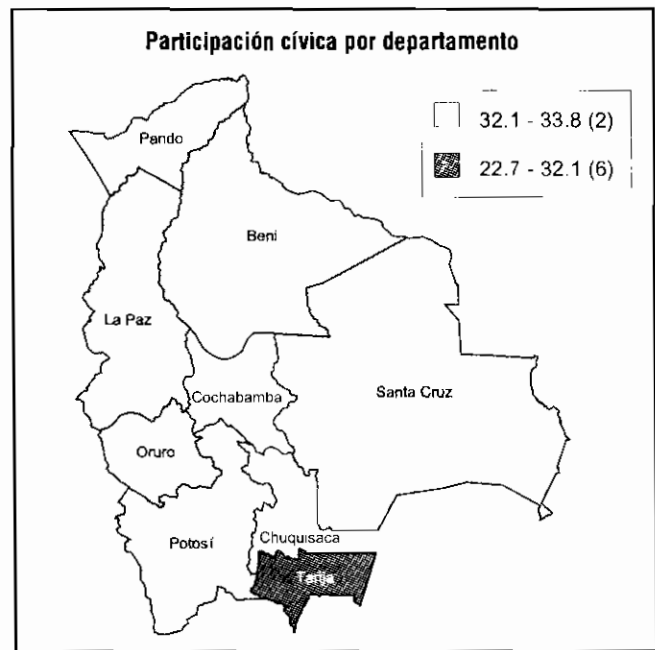 Participación cívica por departamento
32.1 - 33.8 (2)
22.7 - 32.1 (6)
Pando
Beni
La Paz
Cochabamba
Santa Cruz
Oruro
Potosí
Chuquisaca
Tarija